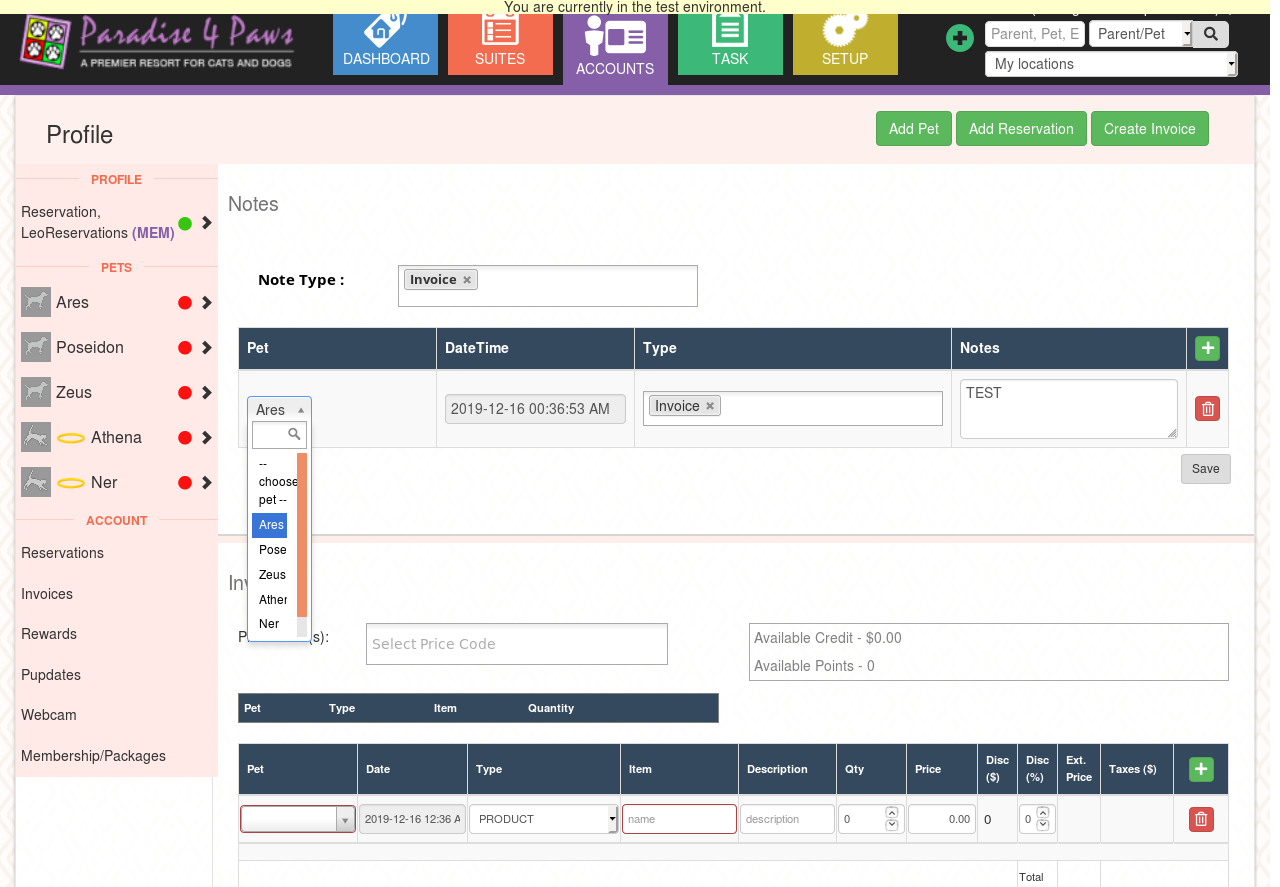 You are currently in the test environment.
Paradise 4 Paws
A PREMIER RESORT FOR CATS AND DOGS
DASHBOARD
SUITES
ACCOUNTS
TASK
SETUP
Parent, Pet, E
Parent/Pet
My locations
Profile
Add Pet
Add Reservation
Create Invoice
PROFILE
Reservation,
LeoReservations (MEM)
PETS
Ares
Poseidon
Zeus
Athena
Ner
ACCOUNT
Reservations
Invoices
Rewards
Pupdates
Webcam
Membership/Packages
Notes
Note Type :
Invoice ×
Pet DateTime Type Notes
Ares
2019-12-16 00:36:53 AM
Invoice ×
TEST
--
choose
pet --
Ares
Pose
Zeus
Ather
Ner
Save
(s):
Select Price Code
Available Credit - $0.00
Available Points - 0
Pet Type Item Quantity
Pet Date Type Item Description Qty Price Disc ($) Disc (%) Ext. Price Taxes ($)
2019-12-16 12:36 A PRODUCT name description 0 0.00 0 0
Total